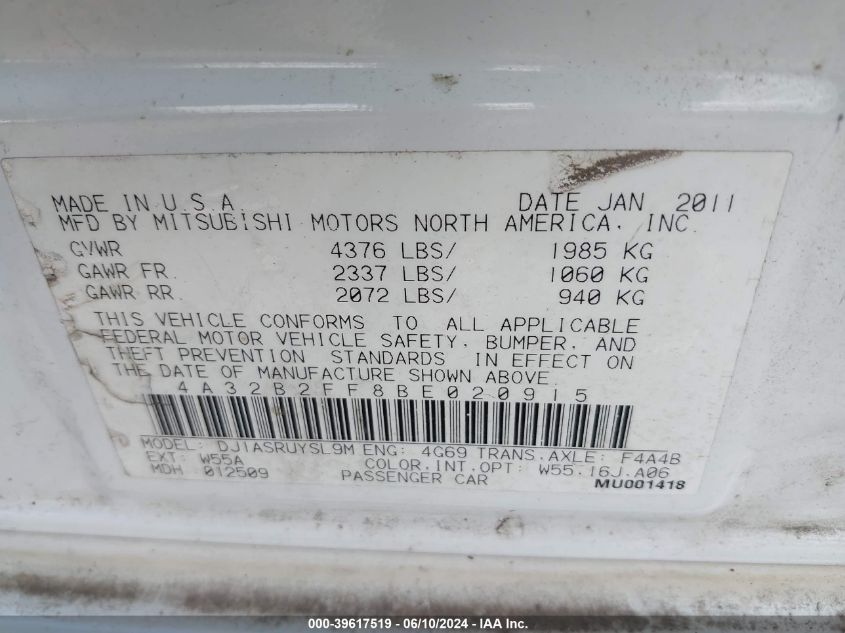 MADE IN U.S.A. DATE JAN 2011
MFD BY MITSUBISHI MOTORS NORTH AMERICA, INC.
GVWR 4376 LBS/ 1985 KG
GAWR FR. 2337 LBS/ 1060 KG
GAWR RR. 2072 LBS/ 940 KG
THIS VEHICLE CONFORMS TO ALL APPLICABLE
FEDERAL MOTOR VEHICLE SAFETY, BUMPER, AND
THEFT PREVENTION STANDARDS IN EFFECT ON
THE DATE OF MANUFACTURE SHOWN ABOVE.
4A32B2FF8BE020915
MODEL: DJ1ASRUYSL9M ENG: 4G69 TRANS.AXLE: F4A4B
EXT: W55A COLOR.INT.OPT: W55.16J.A06
MDH 012509 PASSENGER CAR
MU001418
000-39617519 - 06/10/2024 - IAA Inc.